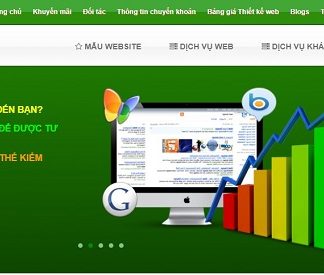 ng chủ Khuyến mãi Đối tác Thông tin chuyển khoản Bảng giá Thiết kế web Blogs T
MẪU WEBSITE DỊCH VỤ WEB DỊCH VỤ KHÁ
ĐẾN BẠN?
ĐỂ ĐƯỢC TƯ
THỂ KIẾM
G
b